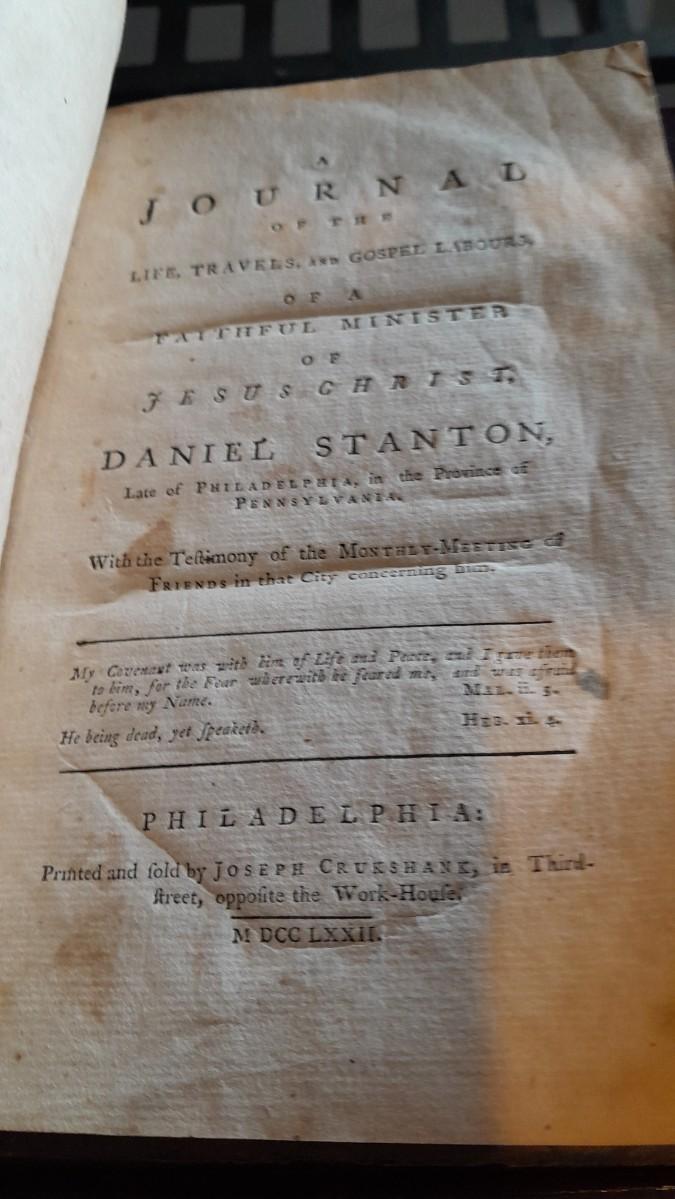 A
JOURNAL
OF THE
LIFE, TRAVELS, AND GOSPEL LABOURS,
OF A
FAITHFUL MINISTER
OF
JESUS CHRIST,
DANIEL STANTON,
Late of PHILADELPHIA, in the Province of
PENNSYLVANIA.
With the Teſtimony of the MONTHLY-MEETING of
FRIENDS in that City concerning him.
My Covenant was with him of Life and Peace, and I gave them
to him, for the Fear wherewith he feared me, and was afraid
before my Name. MAL. ii. 5.
He being dead, yet ſpeaketh. HEB. xi. 4.
PHILADELPHIA:
Printed and ſold by JOSEPH CRUKSHANK, in Third-
ſtreet, oppoſite the Work-Houſe.
M DCC LXXII.